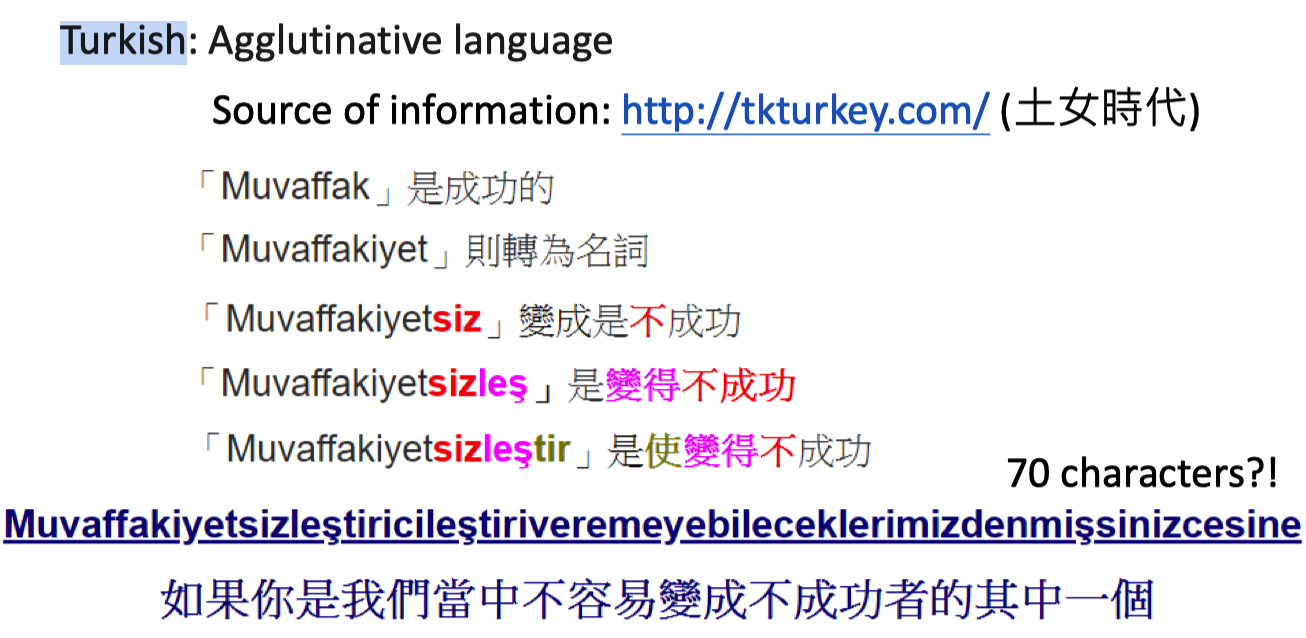 Turkish: Agglutinative language
Source of information: http://tkturkey.com/ (土女時代)
「Muvaffak」是成功的
「Muvaffakiyet」則轉為名詞
「Muvaffakiyetsiz」變成是不成功
「Muvaffakiyetsizleş」是變得不成功
「Muvaffakiyetsizleştir」是使變得不成功
70 characters?!
Muvaffakiyetsizleştiricileştiriveremeyebileceklerimizdenmişsinizcesine
如果你是我們當中不容易變成不成功者的其中一個